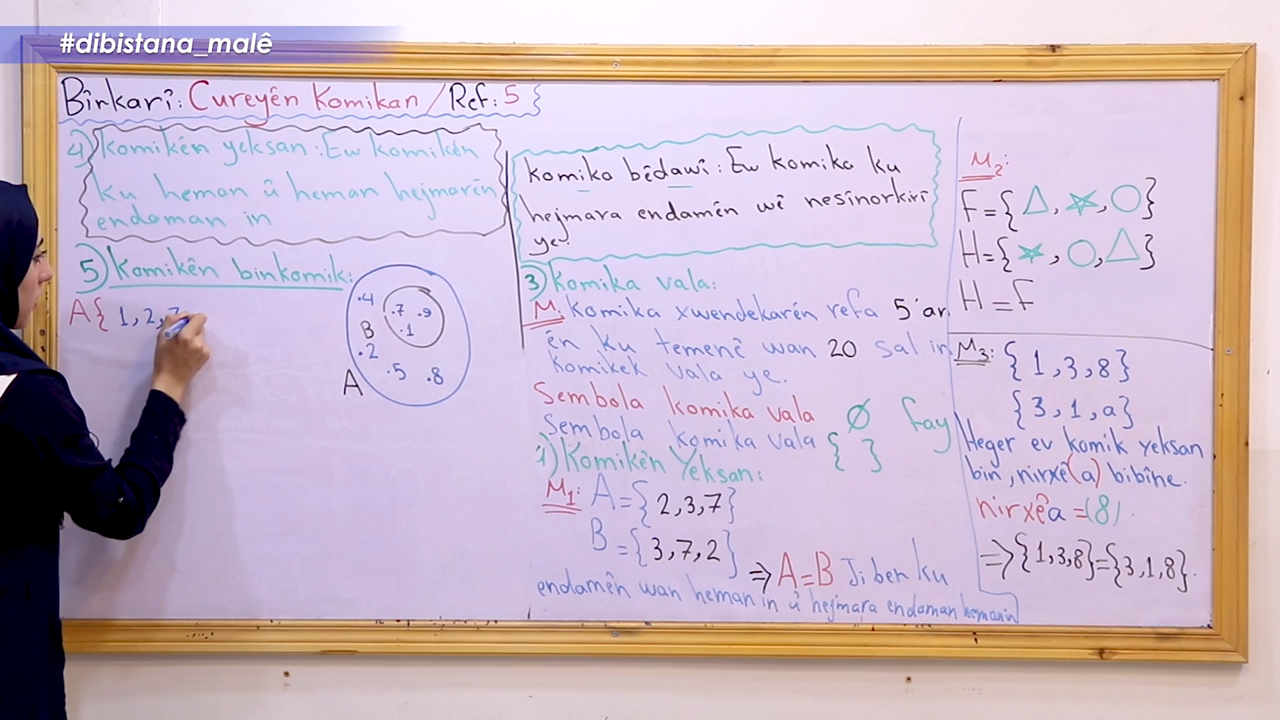 #dibistana_malê
Bîrkarî: Cureyên Komikan / Ref: 5
4) Komikên yeksan: Ew komikên
ku heman û heman hejmarên
endaman in
5) Komikên binkomik:
A{ 1, 2,
.4
.7 .9
B
.1
.2
.5 .8
A
Komika bêdawî: Ew komika ku
hejmara endamên wê nesînorkirî
ye.
3) Komika vala:
M: Komika xwendekarên refa 5'an
ên ku temenê wan 20 sal in
Komikek vala ye.
Sembola komika vala Ø fay
Sembola komika vala { }
4) Komikên Yeksan:
M1: A = {2, 3, 7}
B = {3, 7, 2}
⇒ A = B Ji ber ku
endamên wan heman in û hejmara endaman hemanin
M2:
F = {△, ☆, ○}
H = {☆, ○, △}
H = F
M3: {1, 3, 8}
{3, 1, a}
Heger ev komik yeksan
bin, nirxê (a) bibîne.
nirxê a = (8).
⇒ {1, 3, 8} = {3, 1, 8}.